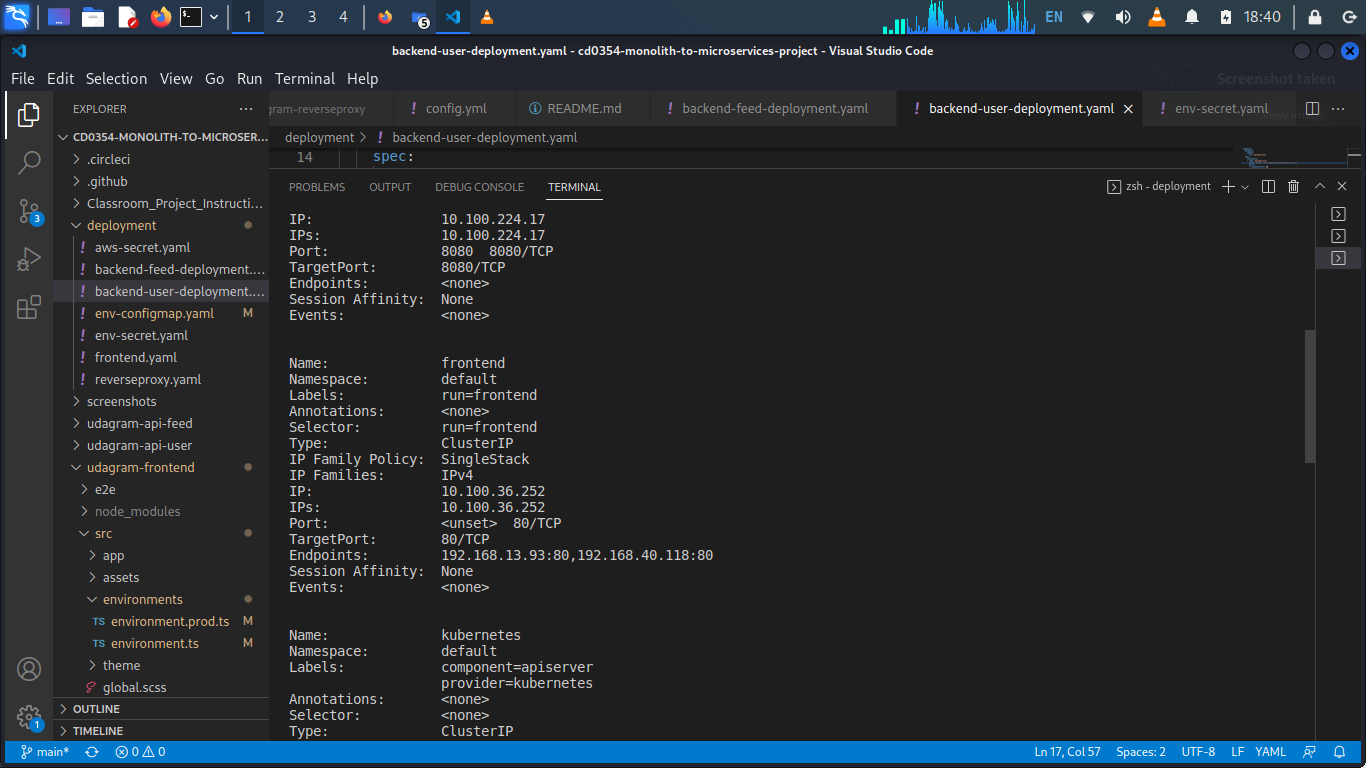 1 2 3 4 5 EN 18:40
backend-user-deployment.yaml - cd0354-monolith-to-microservices-project - Visual Studio Code
File Edit Selection View Go Run Terminal Help
Screenshot taken
EXPLORER
gram-reverseproxy ! config.yml README.md ! backend-feed-deployment.yaml ! backend-user-deployment.yaml ! env-secret.yaml
View image
CD0354-MONOLITH-TO-MICROSER...
deployment > ! backend-user-deployment.yaml
14 spec:
.circleci
.github
Classroom_Project_Instructi...
3
deployment
! aws-secret.yaml
! backend-feed-deployment....
! backend-user-deployment....
! env-configmap.yaml M
! env-secret.yaml
! frontend.yaml
! reverseproxy.yaml
screenshots
udagram-api-feed
udagram-api-user
udagram-frontend
e2e
node_modules
src
app
assets
environments
TS environment.prod.ts M
TS environment.ts M
theme
global.scss
OUTLINE
1
TIMELINE
PROBLEMS OUTPUT DEBUG CONSOLE TERMINAL zsh - deployment
IP: 10.100.224.17
IPs: 10.100.224.17
Port: 8080 8080/TCP
TargetPort: 8080/TCP
Endpoints: <none>
Session Affinity: None
Events: <none>
Name: frontend
Namespace: default
Labels: run=frontend
Annotations: <none>
Selector: run=frontend
Type: ClusterIP
IP Family Policy: SingleStack
IP Families: IPv4
IP: 10.100.36.252
IPs: 10.100.36.252
Port: <unset> 80/TCP
TargetPort: 80/TCP
Endpoints: 192.168.13.93:80,192.168.40.118:80
Session Affinity: None
Events: <none>
Name: kubernetes
Namespace: default
Labels: component=apiserver
provider=kubernetes
Annotations: <none>
Selector: <none>
Type: ClusterIP
main* 0 0 Ln 17, Col 57 Spaces: 2 UTF-8 LF YAML